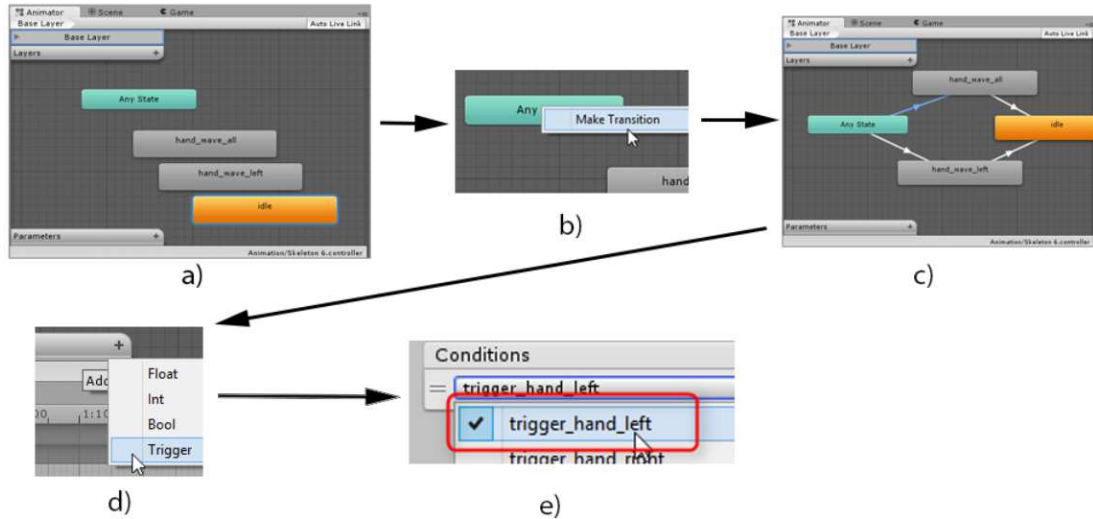 Animator Scene Game
Base Layer Auto Live Link
Base Layer
Layers +
Any State
hand_wave_all
hand_wave_left
idle
Parameters +
Animation/Skeleton 6.controller
a)
Any
Make Transition
hand
b)
Animator Scene Game
Base Layer Auto Live Link
Base Layer
Layers +
hand_wave_all
Any State idle
hand_wave_left
Parameters +
Animation/Skeleton 6.controller
c)
+
Add
Float
Int
Bool
Trigger
d)
Conditions
= trigger_hand_left
trigger_hand_left
trigger_hand_right
e)